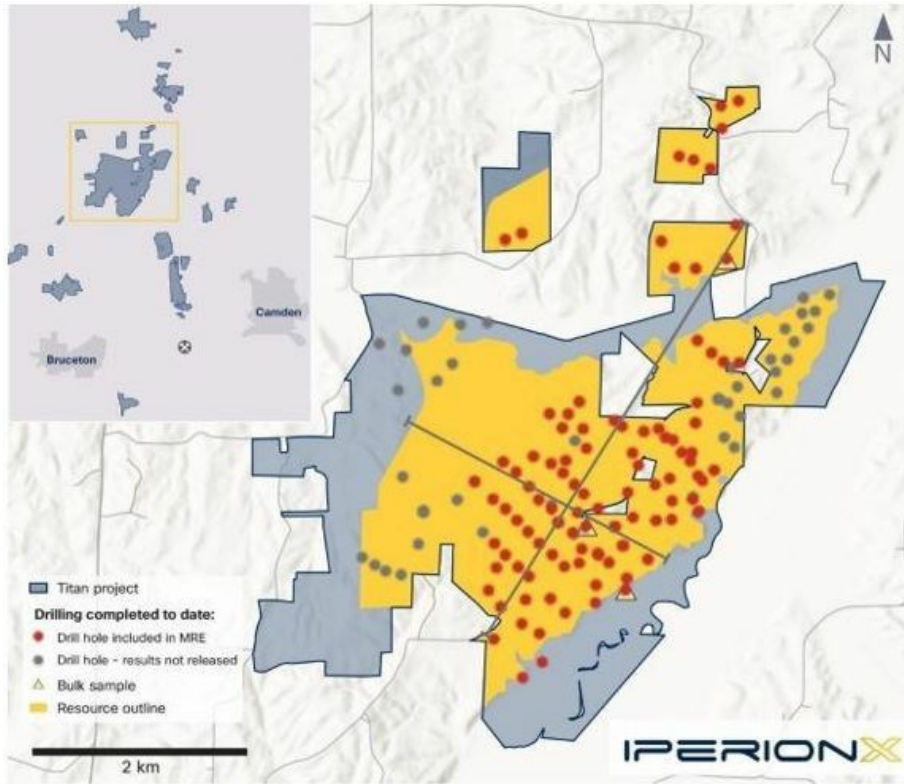 N
Camden
Bruceton
Titan project
Drilling completed to date:
Drill hole included in MRE
Drill hole - results not released
Bulk sample
Resource outline
2 km
IPERIONX